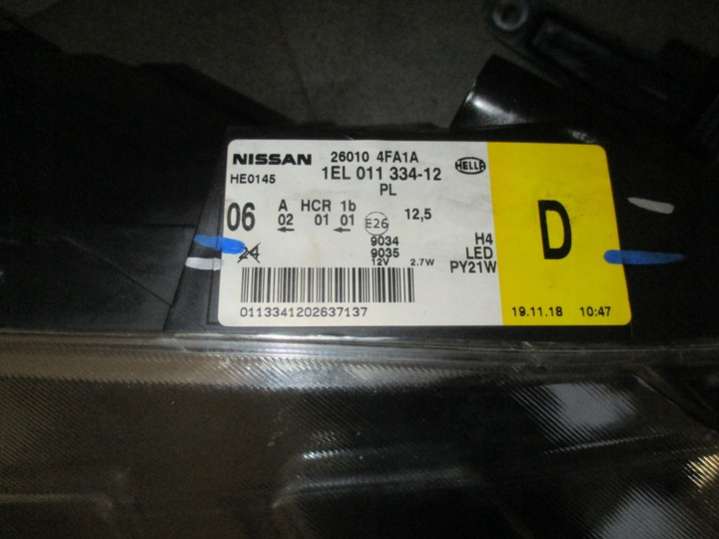 NISSAN 26010 4FA1A HELLA
HE0145 1EL 011 334-12
PL
06 A HCR 1b
02 01 01 E26 12,5
24 9034 H4
9035 LED
12V 2.7W PY21W
D
0113341202637137
19.11.18 10:47